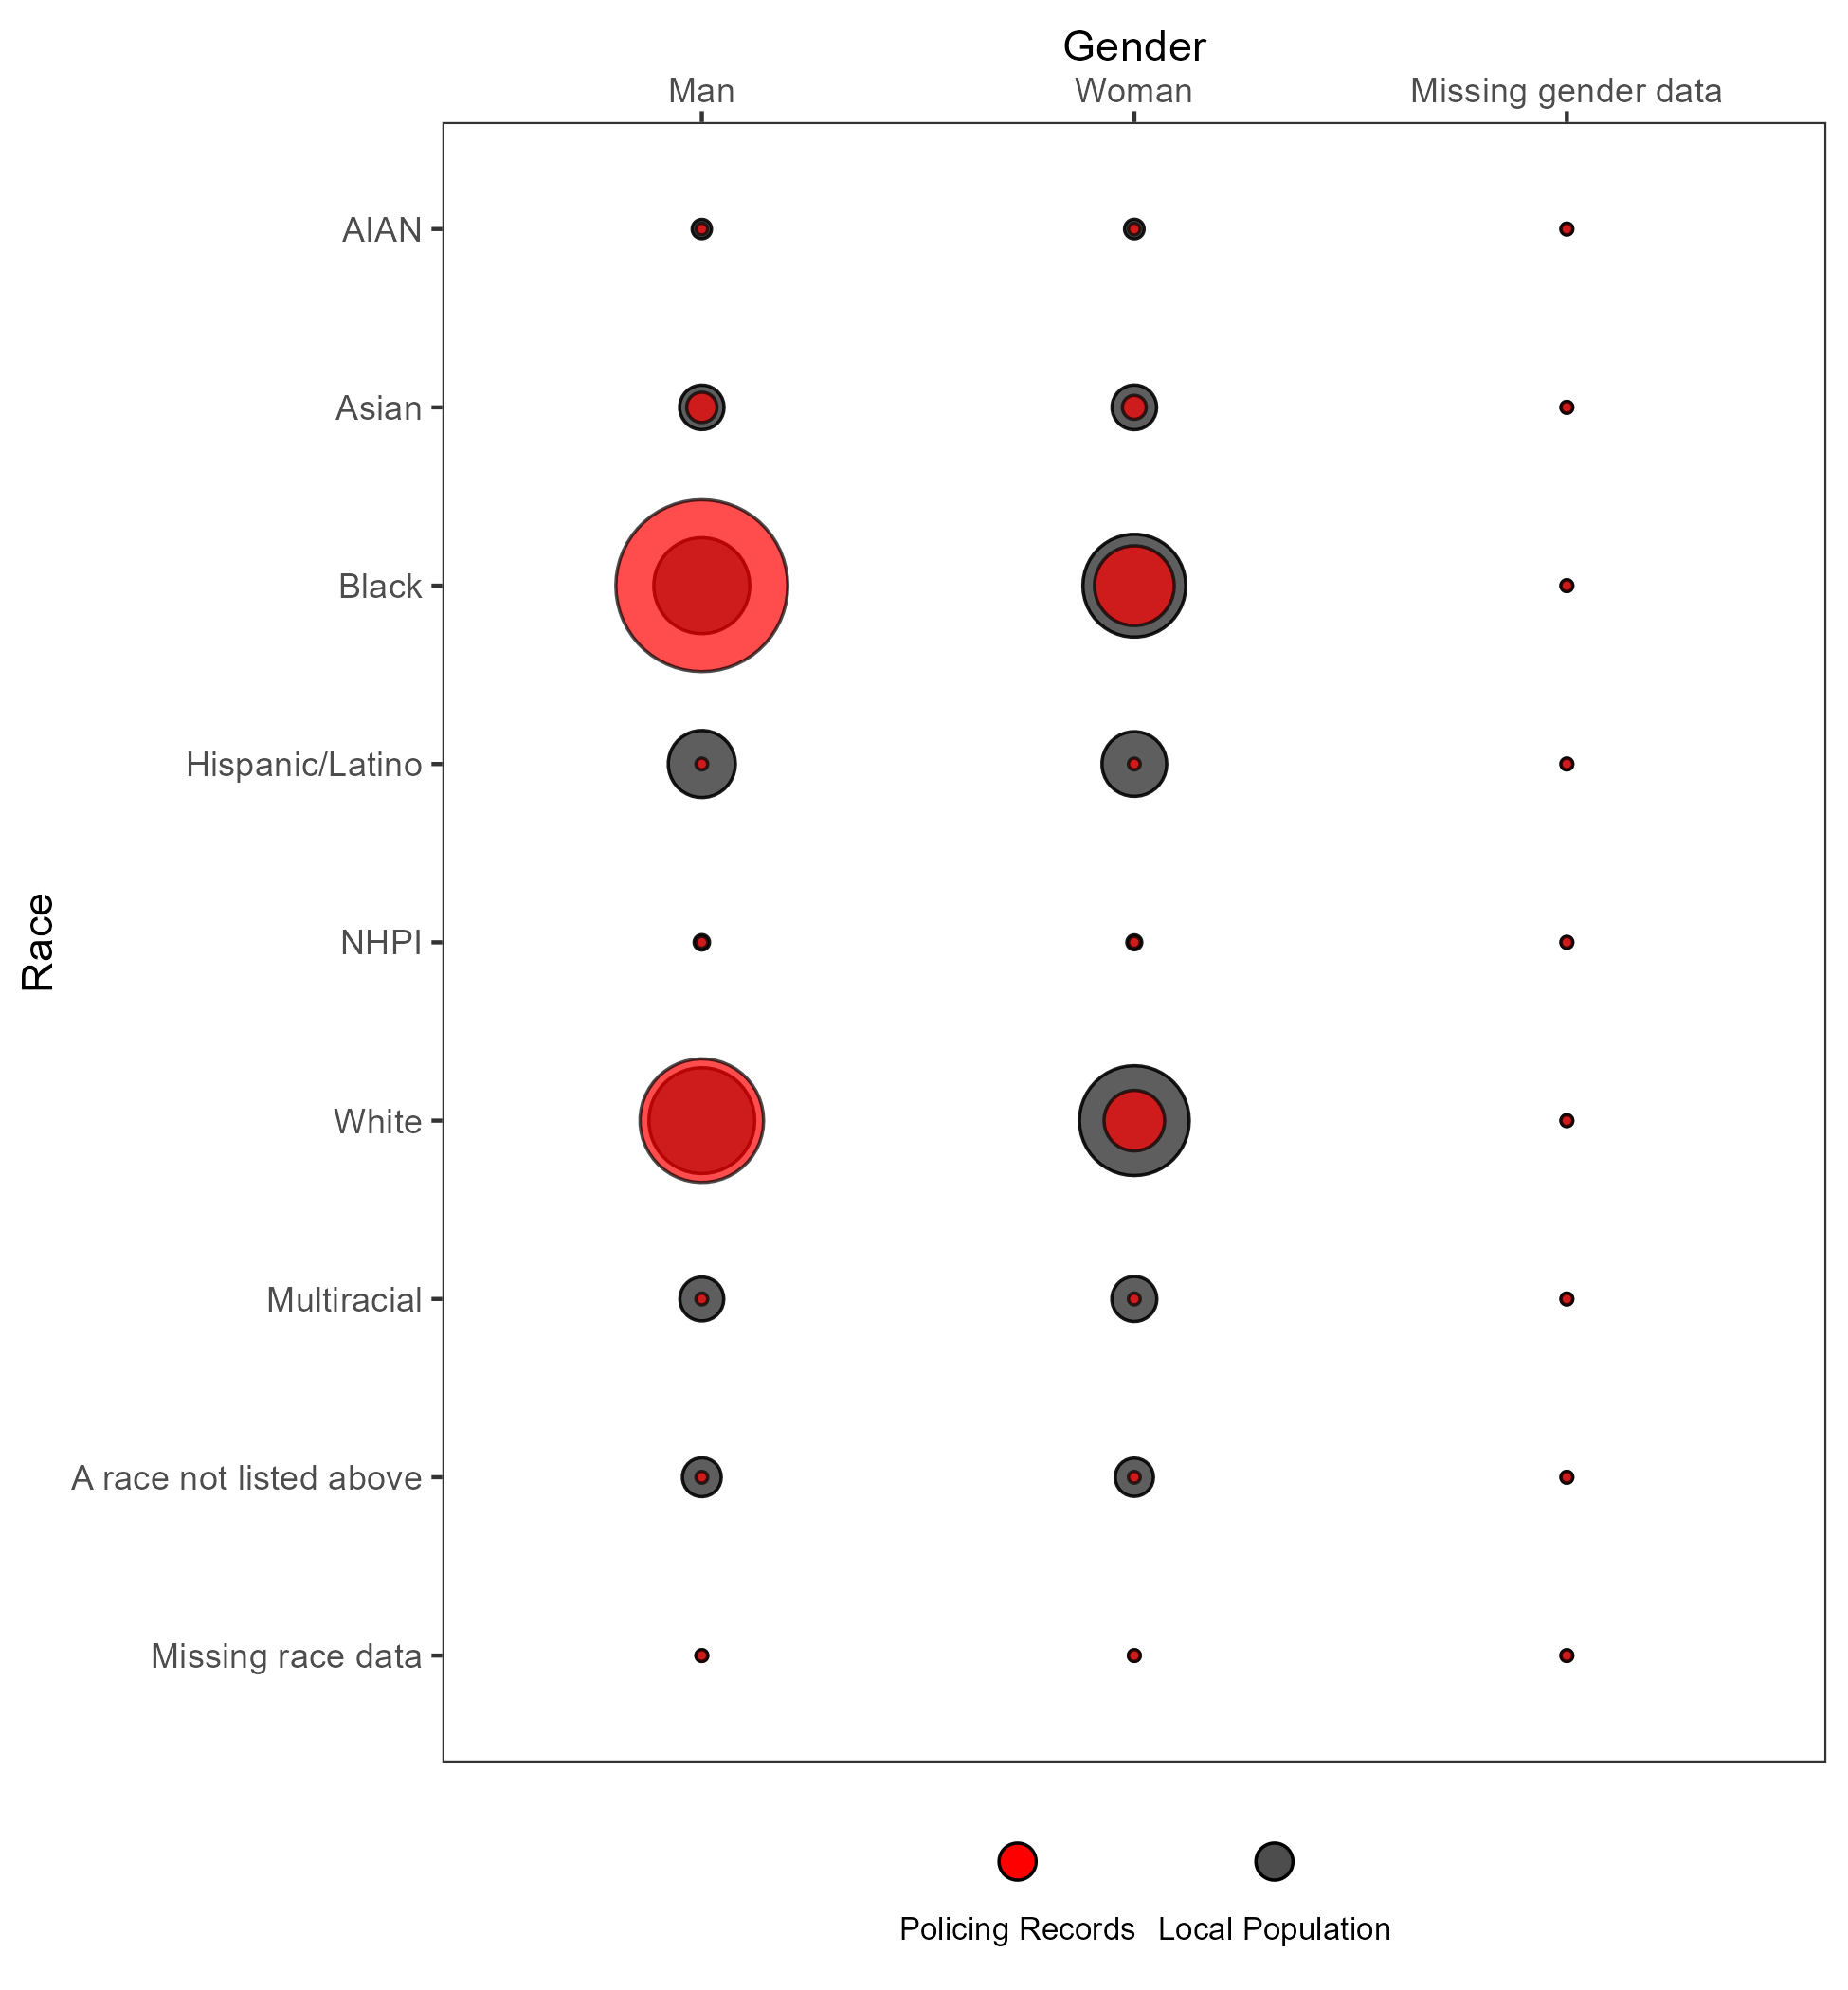 Gender
Man Woman Missing gender data
AIAN
Asian
Black
Hispanic/Latino
NHPI
Race
White
Multiracial
A race not listed above
Missing race data
Policing Records Local Population